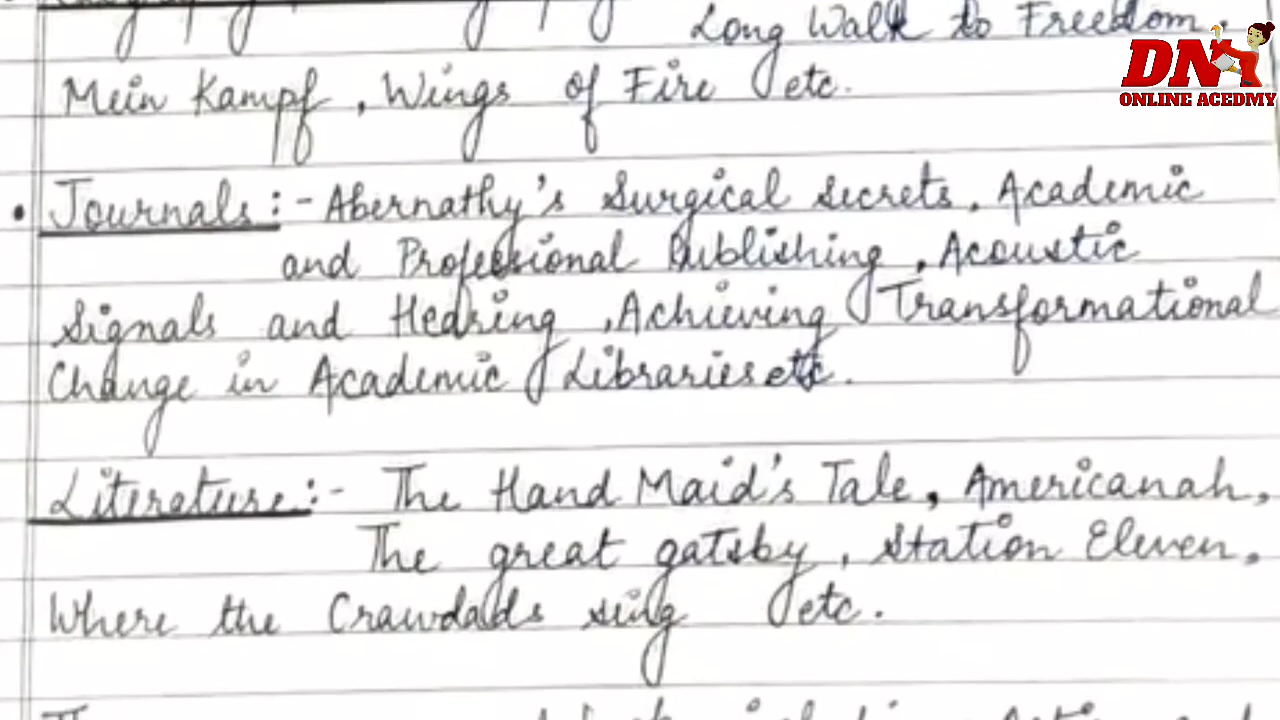 Long Walk to Freedom,
Mein Kampf, Wings of Fire etc.
• Journals:- Abernathy's Surgical Secrets, Academic
and Professional Publishing, Acoustic
Signals and Hearing, Achieving Transformational
Change in Academic Libraries etc.
Literature:- The Hand Maid's Tale, Americanah,
The great gatsby, Station Eleven,
Where the Crawdads sing etc.
DNA
ONLINE ACEDMY